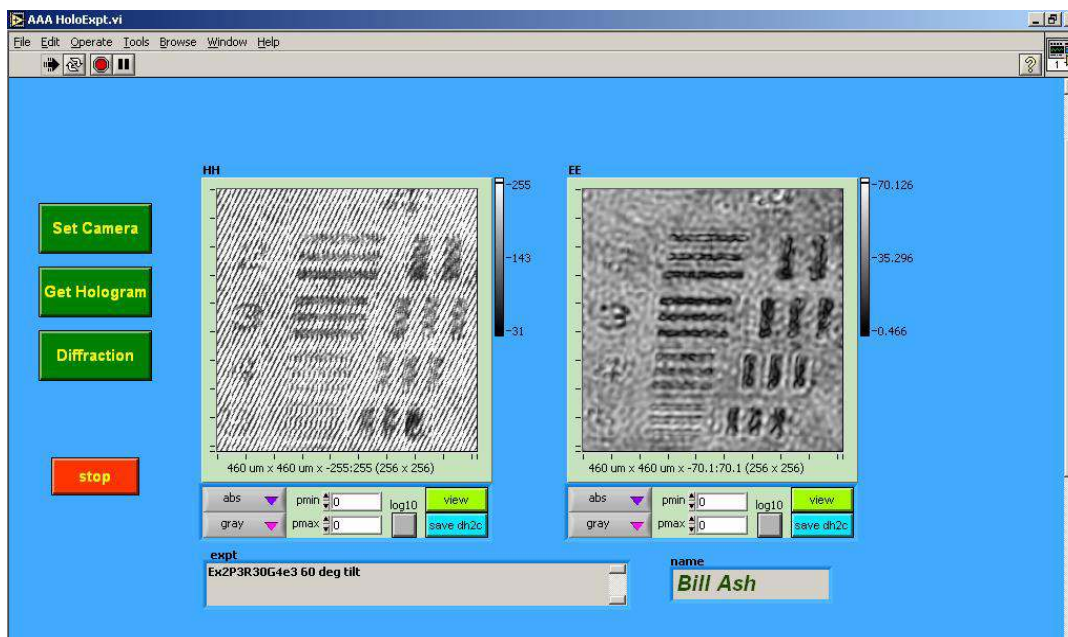 AAA HoloExpt.vi
File Edit Operate Tools Browse Window Help
1
HH
EE
255
143
31
70.126
35.296
0.466
Set Camera
Get Hologram
Diffraction
stop
3
460 um x 460 um x -255:255 (256 x 256)
460 um x 460 um x -70.1:70.1 (256 x 256)
abs pmin 0 log10 view
gray pmax 0 save dh2c
abs pmin 0 log10 view
gray pmax 0 save dh2c
expt
Ex2P3R30G4e3 60 deg tilt
name
Bill Ash